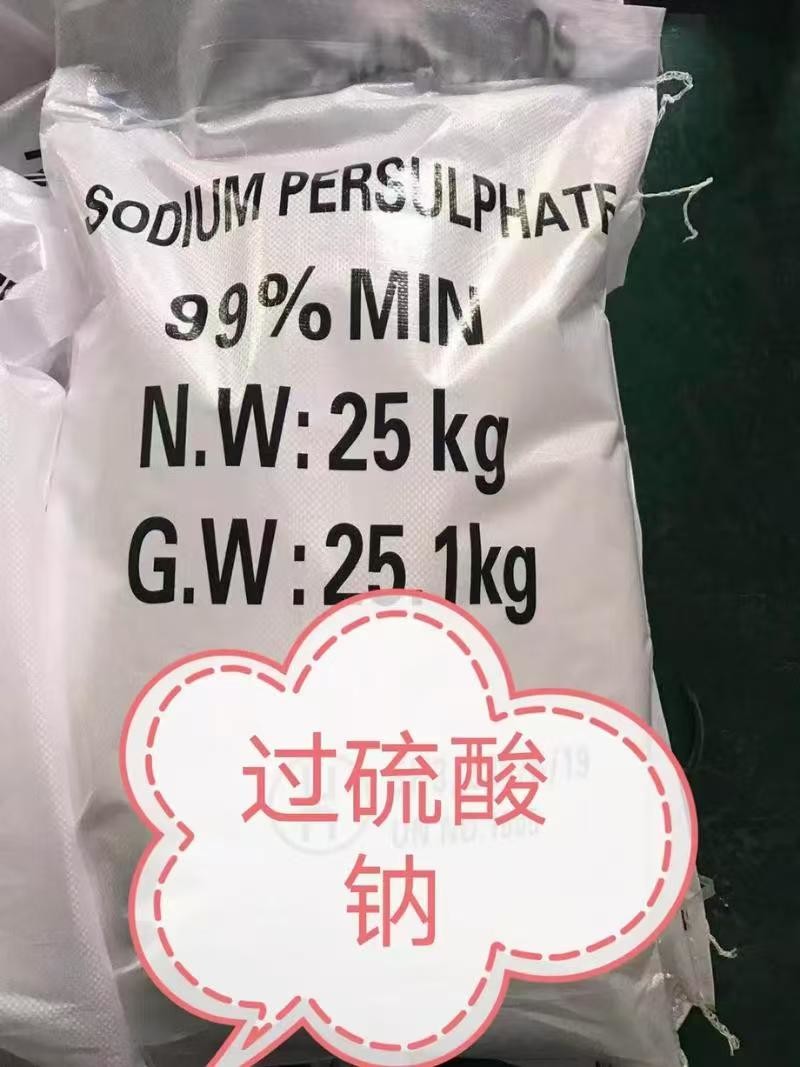 SODIUM PERSULPHATE
99% MIN
N.W: 25 kg
G.W: 25.1kg
过硫酸
钠